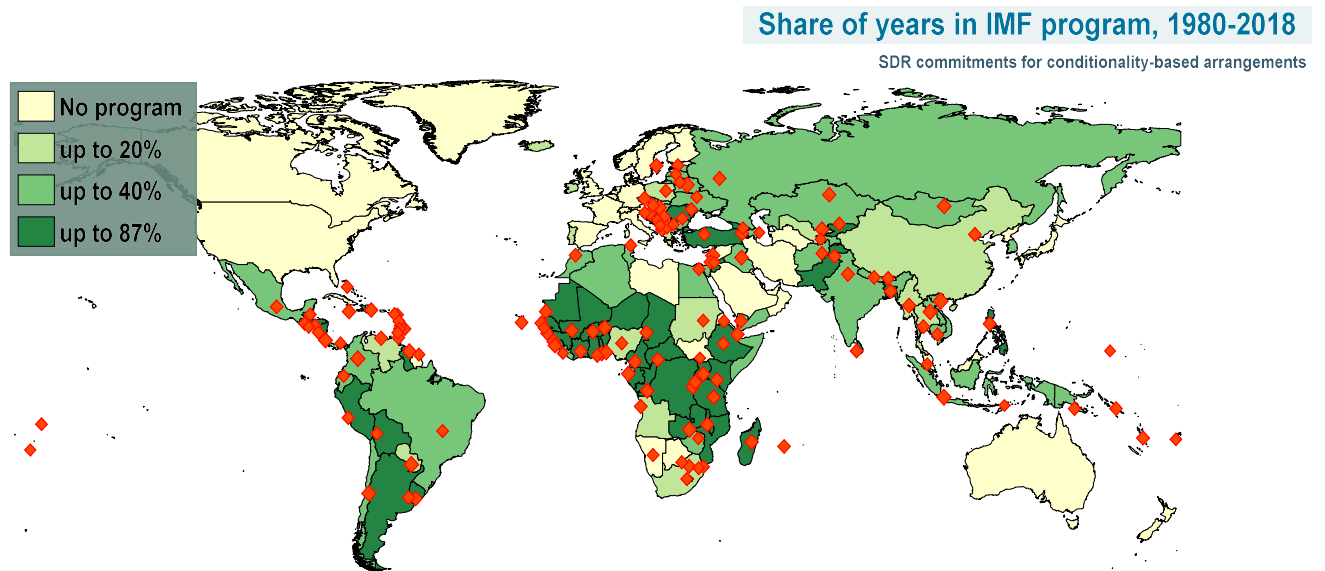 Share of years in IMF program, 1980-2018
SDR commitments for conditionality-based arrangements
No program
up to 20%
up to 40%
up to 87%